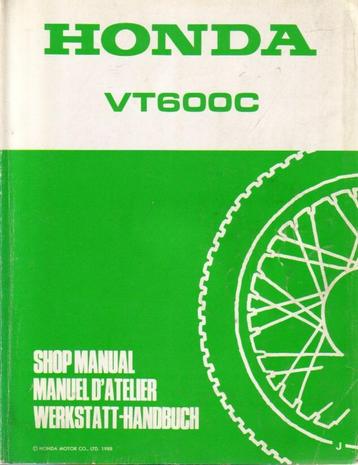 HONDA
VT600C
SHOP MANUAL
MANUEL D'ATELIER
WERKSTATT-HANDBUCH
© HONDA MOTOR CO., LTD. 1988
J